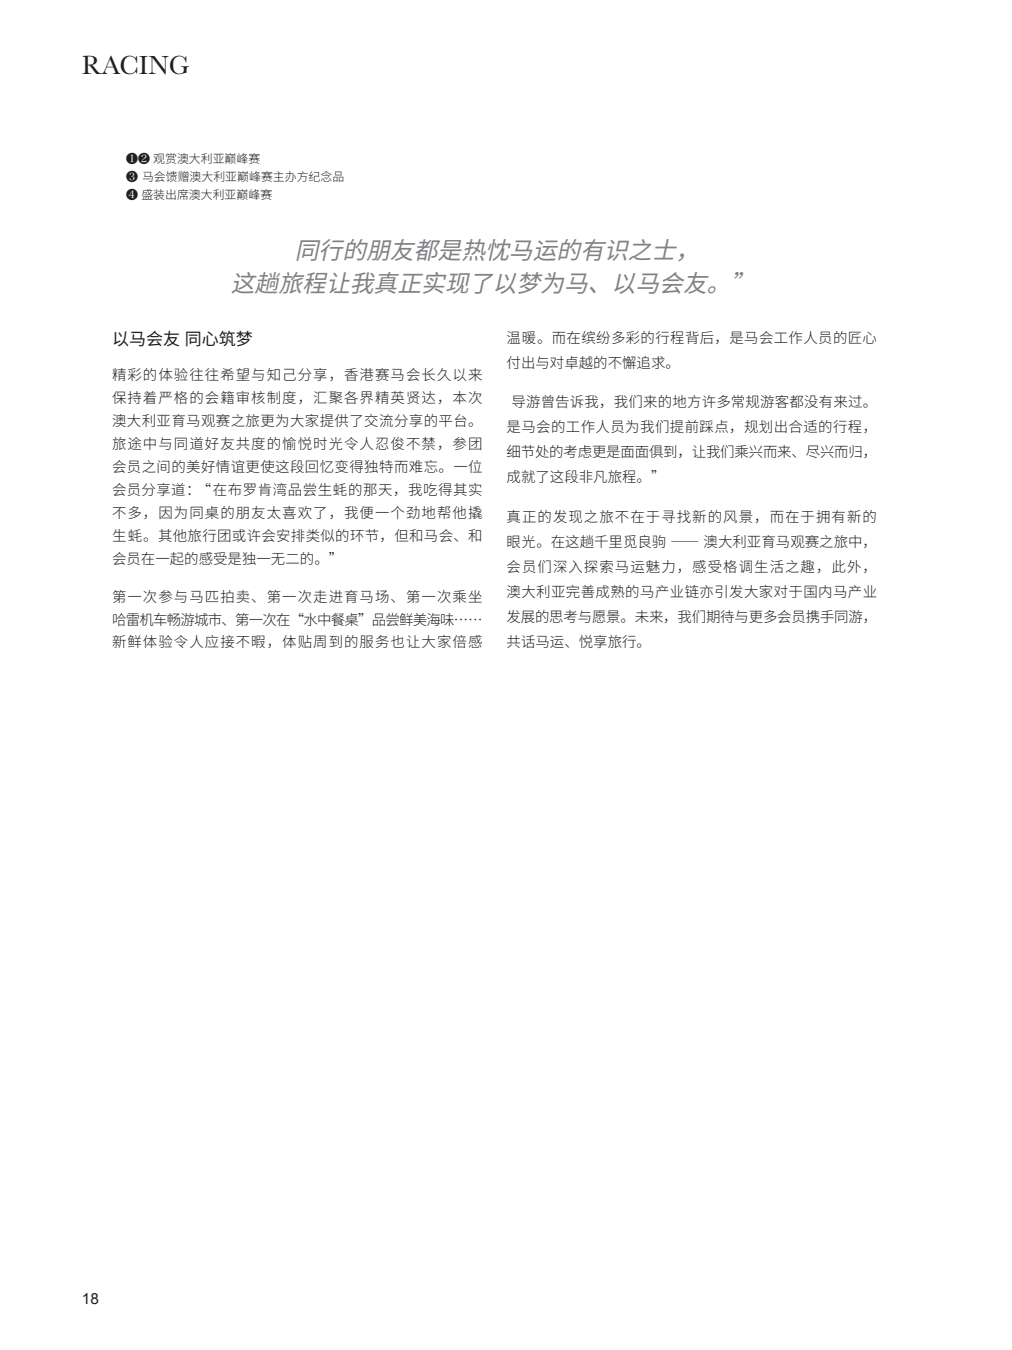 RACING
❶❷ 观赏澳大利亚巅峰赛
❸ 马会馈赠澳大利亚巅峰赛主办方纪念品
❹ 盛装出席澳大利亚巅峰赛
同行的朋友都是热忱马运的有识之士，
这趟旅程让我真正实现了以梦为马、以马会友。”
以马会友 同心筑梦
精彩的体验往往希望与知己分享，香港赛马会长久以来
保持着严格的会籍审核制度，汇聚各界精英贤达，本次
澳大利亚育马观赛之旅更为大家提供了交流分享的平台。
旅途中与同道好友共度的愉悦时光令人忍俊不禁，参团
会员之间的美好情谊更使这段回忆变得独特而难忘。一位
会员分享道：“在布罗肯湾品尝生蚝的那天，我吃得其实
不多，因为同桌的朋友太喜欢了，我便一个劲地帮他撬
生蚝。其他旅行团或许会安排类似的环节，但和马会、和
会员在一起的感受是独一无二的。”
第一次参与马匹拍卖、第一次走进育马场、第一次乘坐
哈雷机车畅游城市、第一次在“水中餐桌”品尝鲜美海味……
新鲜体验令人应接不暇，体贴周到的服务也让大家倍感
温暖。而在缤纷多彩的行程背后，是马会工作人员的匠心
付出与对卓越的不懈追求。
导游曾告诉我，我们来的地方许多常规游客都没有来过。
是马会的工作人员为我们提前踩点，规划出合适的行程，
细节处的考虑更是面面俱到，让我们乘兴而来、尽兴而归，
成就了这段非凡旅程。”
真正的发现之旅不在于寻找新的风景，而在于拥有新的
眼光。在这趟千里觅良驹 —— 澳大利亚育马观赛之旅中，
会员们深入探索马运魅力，感受格调生活之趣，此外，
澳大利亚完善成熟的马产业链亦引发大家对于国内马产业
发展的思考与愿景。未来，我们期待与更多会员携手同游，
共话马运、悦享旅行。
18